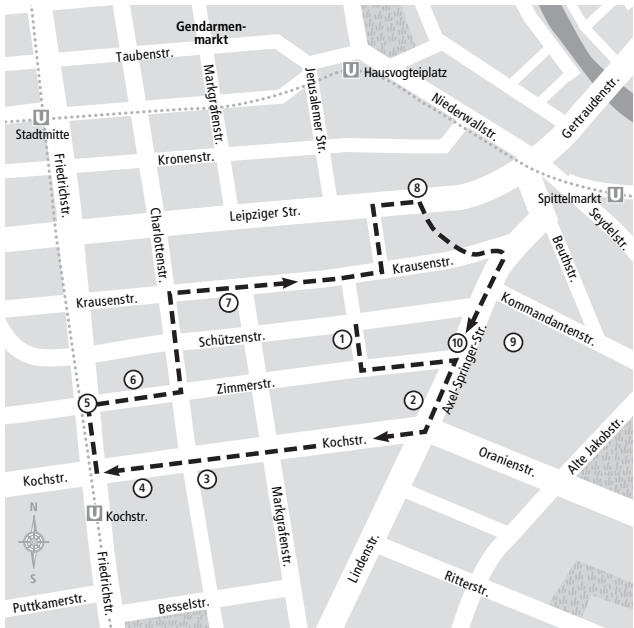 Gendarmen-
markt
Taubenstr.
Markgrafenstr.
Jerusalemer Str.
U
Hausvogteiplatz
Niederwallstr.
Gertraudenstr.
U
Stadtmitte
Friedrichstr.
Kronenstr.
Charlottenstr.
Leipziger Str.
8
Spittelmarkt
U
Seydelstr.
Beuthstr.
Krausenstr.
Krausenstr.
7
Kommandantenstr.
Schützenstr.
1
10
9
Axel-Springer-Str.
6
5
Zimmerstr.
2
Kochstr.
Kochstr.
4
3
Oranienstr.
Alte Jakobstr.
Markgrafenstr.
N
S
U
Kochstr.
Friedrichstr.
Lindenstr.
Ritterstr.
Puttkamerstr.
Besselstr.